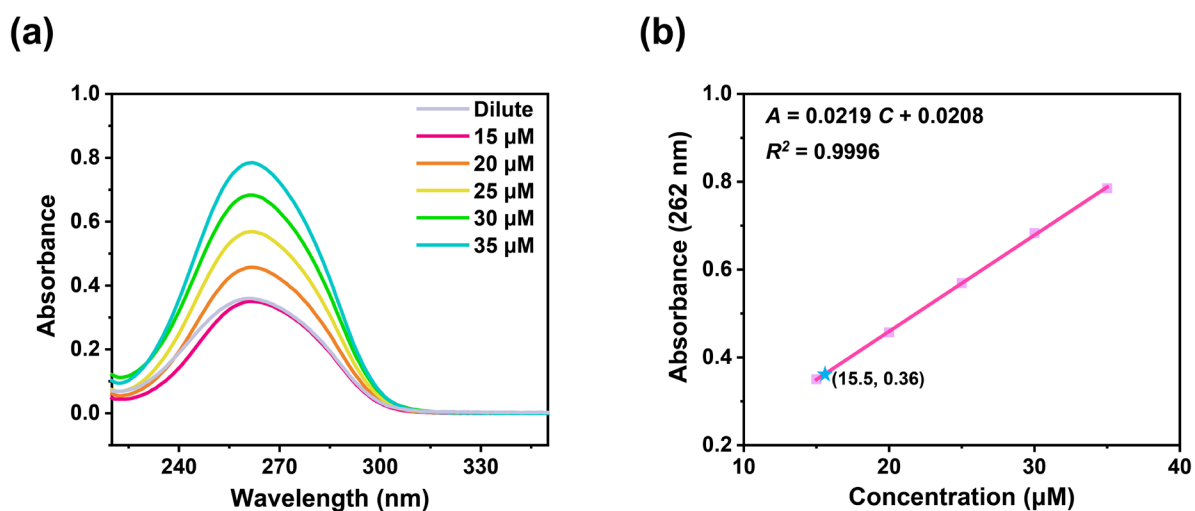 (a)
1.0
0.8
0.6
0.4
0.2
0.0
Absorbance
240
270
300
330
Wavelength (nm)
Dilute
15 µM
20 µM
25 µM
30 µM
35 µM
(b)
1.0
0.8
0.6
0.4
0.2
Absorbance (262 nm)
A = 0.0219 C + 0.0208
R² = 0.9996
(15.5, 0.36)
10
20
30
40
Concentration (µM)